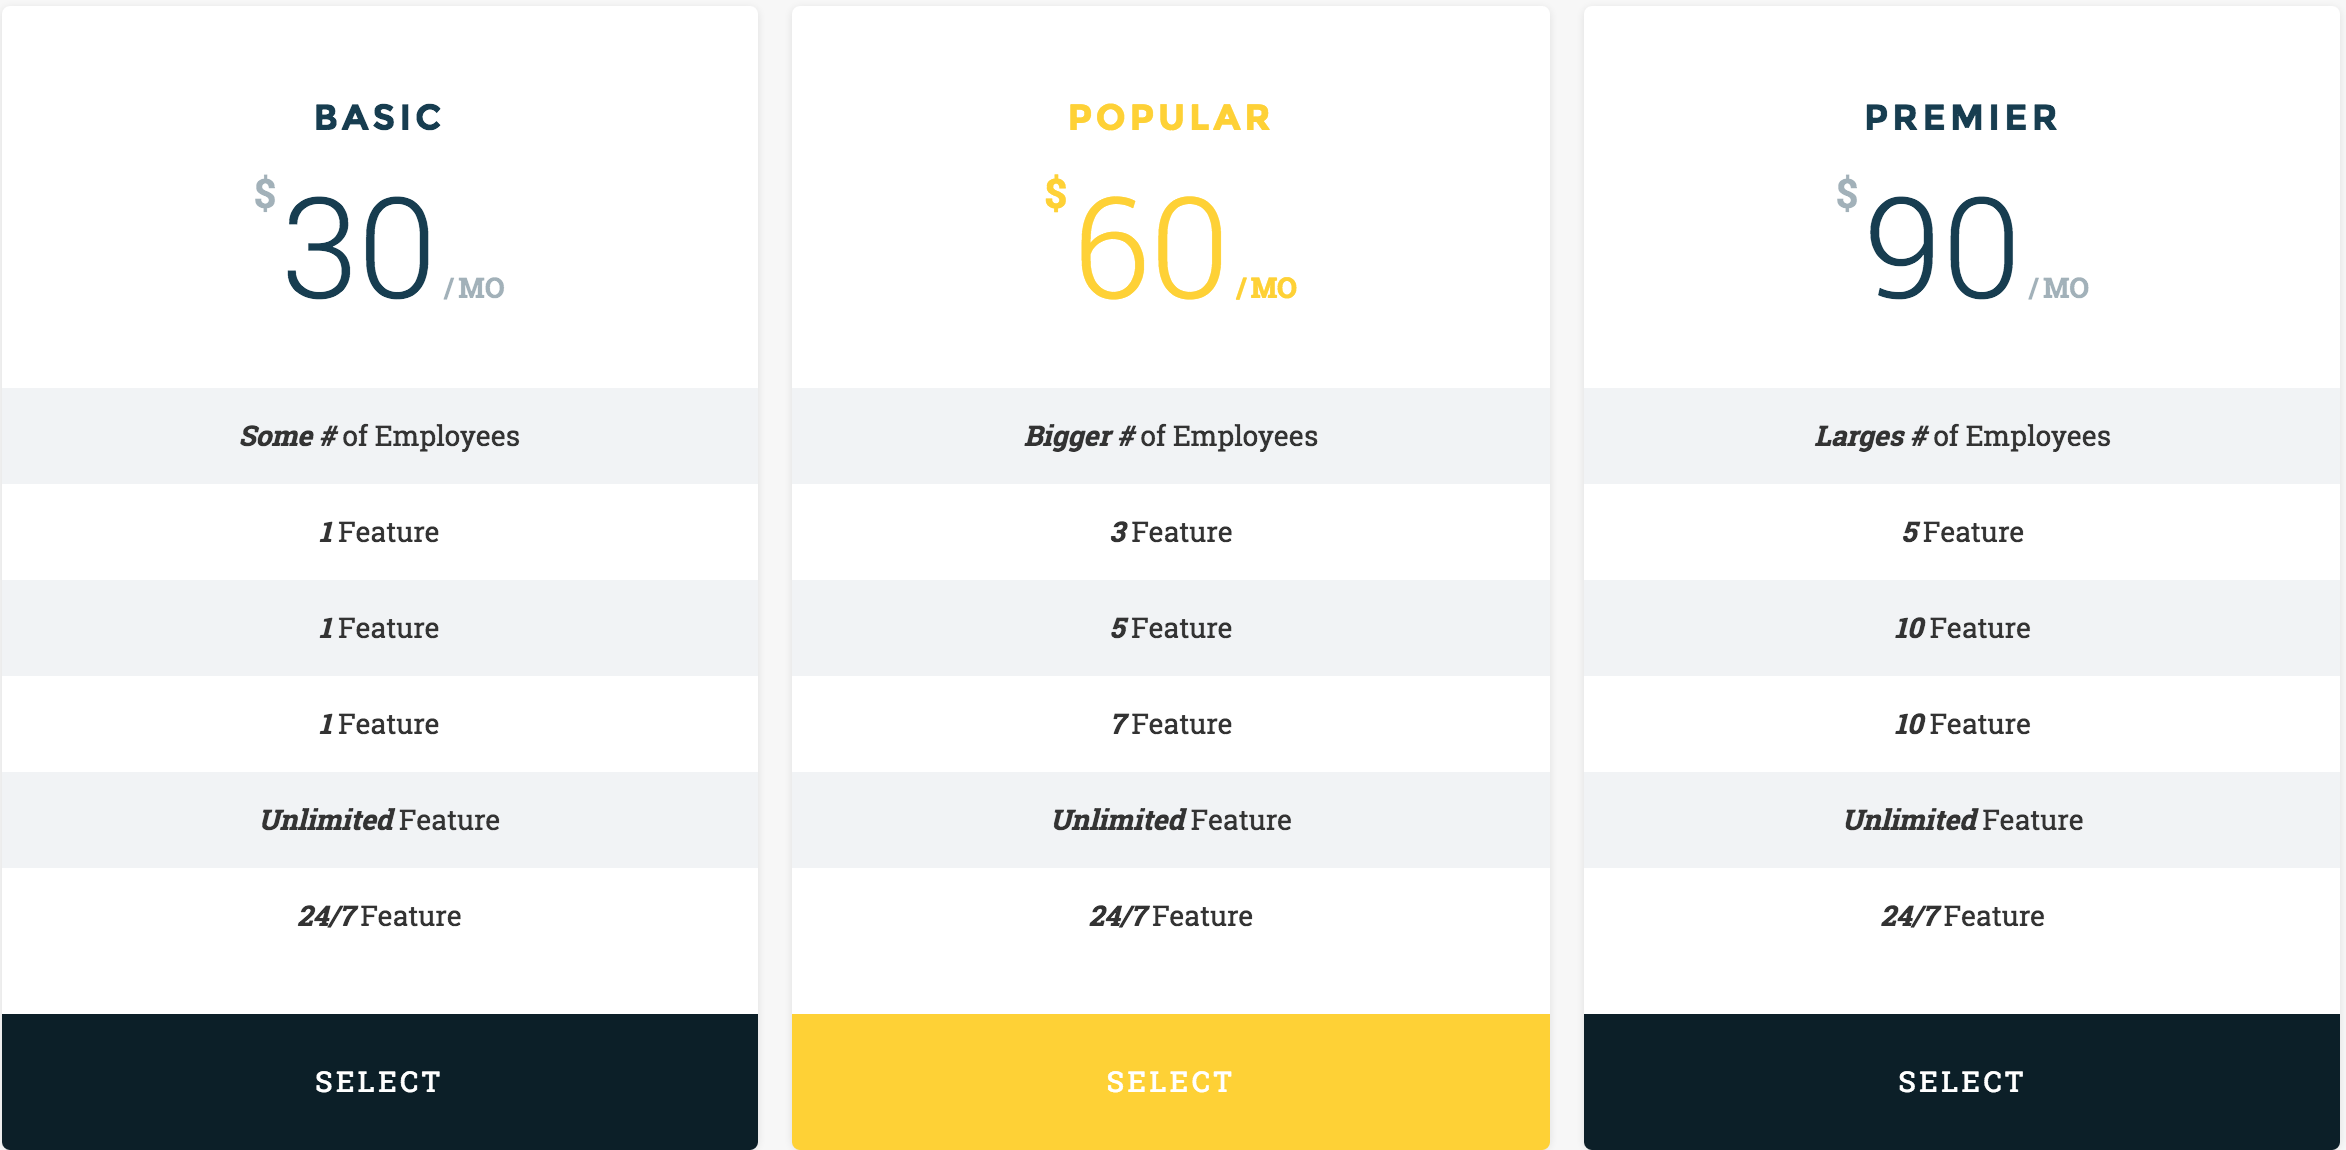 BASIC
$30/MO
Some # of Employees
1 Feature
1 Feature
1 Feature
Unlimited Feature
24/7 Feature
SELECT
POPULAR
$60/MO
Bigger # of Employees
3 Feature
5 Feature
7 Feature
Unlimited Feature
24/7 Feature
SELECT
PREMIER
$90/MO
Larges # of Employees
5 Feature
10 Feature
10 Feature
Unlimited Feature
24/7 Feature
SELECT